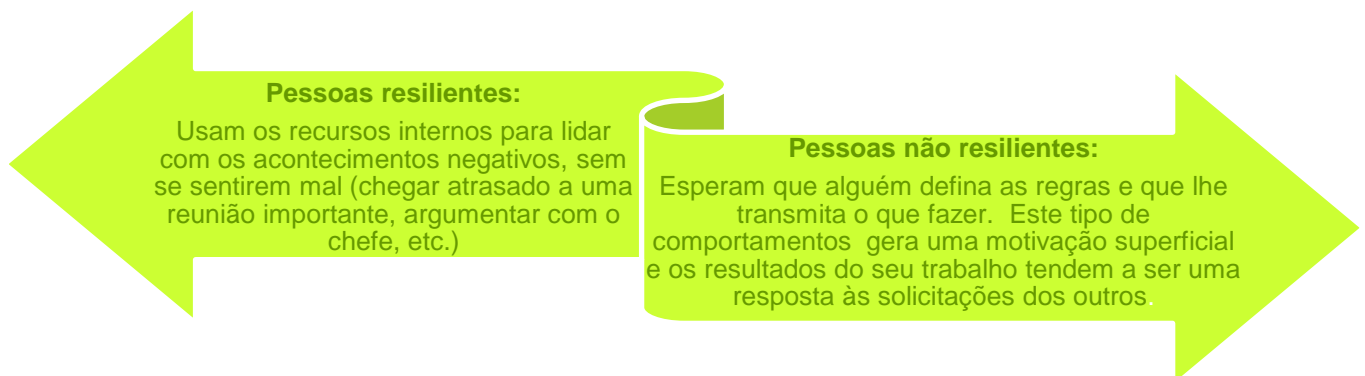 Pessoas resilientes:
Usam os recursos internos para lidar
com os acontecimentos negativos, sem
se sentirem mal (chegar atrasado a uma
reunião importante, argumentar com o
chefe, etc.)
Pessoas não resilientes:
Esperam que alguém defina as regras e que lhe
transmita o que fazer.  Este tipo de
comportamentos  gera uma motivação superficial
e os resultados do seu trabalho tendem a ser uma
resposta às solicitações dos outros.